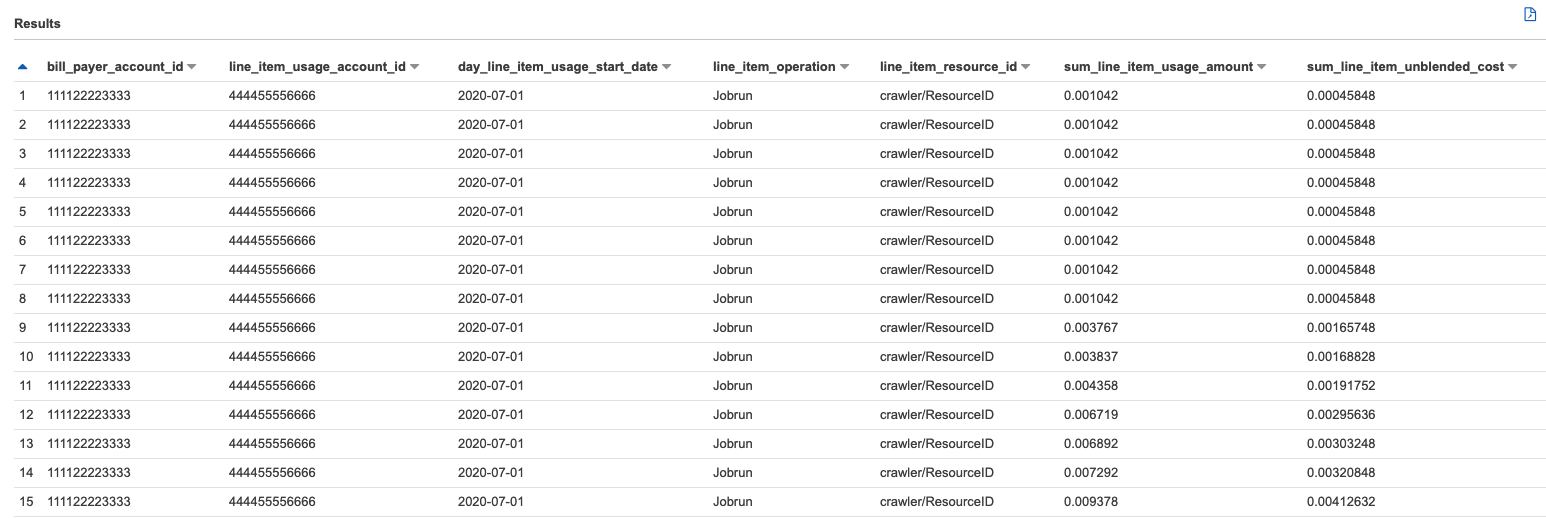 Results
bill_payer_account_id line_item_usage_account_id day_line_item_usage_start_date line_item_operation line_item_resource_id sum_line_item_usage_amount sum_line_item_unblended_cost
1 111122223333 444455556666 2020-07-01 Jobrun crawler/ResourceID 0.001042 0.00045848
2 111122223333 444455556666 2020-07-01 Jobrun crawler/ResourceID 0.001042 0.00045848
3 111122223333 444455556666 2020-07-01 Jobrun crawler/ResourceID 0.001042 0.00045848
4 111122223333 444455556666 2020-07-01 Jobrun crawler/ResourceID 0.001042 0.00045848
5 111122223333 444455556666 2020-07-01 Jobrun crawler/ResourceID 0.001042 0.00045848
6 111122223333 444455556666 2020-07-01 Jobrun crawler/ResourceID 0.001042 0.00045848
7 111122223333 444455556666 2020-07-01 Jobrun crawler/ResourceID 0.001042 0.00045848
8 111122223333 444455556666 2020-07-01 Jobrun crawler/ResourceID 0.001042 0.00045848
9 111122223333 444455556666 2020-07-01 Jobrun crawler/ResourceID 0.003767 0.00165748
10 111122223333 444455556666 2020-07-01 Jobrun crawler/ResourceID 0.003837 0.00168828
11 111122223333 444455556666 2020-07-01 Jobrun crawler/ResourceID 0.004358 0.00191752
12 111122223333 444455556666 2020-07-01 Jobrun crawler/ResourceID 0.006719 0.00295636
13 111122223333 444455556666 2020-07-01 Jobrun crawler/ResourceID 0.006892 0.00303248
14 111122223333 444455556666 2020-07-01 Jobrun crawler/ResourceID 0.007292 0.00320848
15 111122223333 444455556666 2020-07-01 Jobrun crawler/ResourceID 0.009378 0.00412632